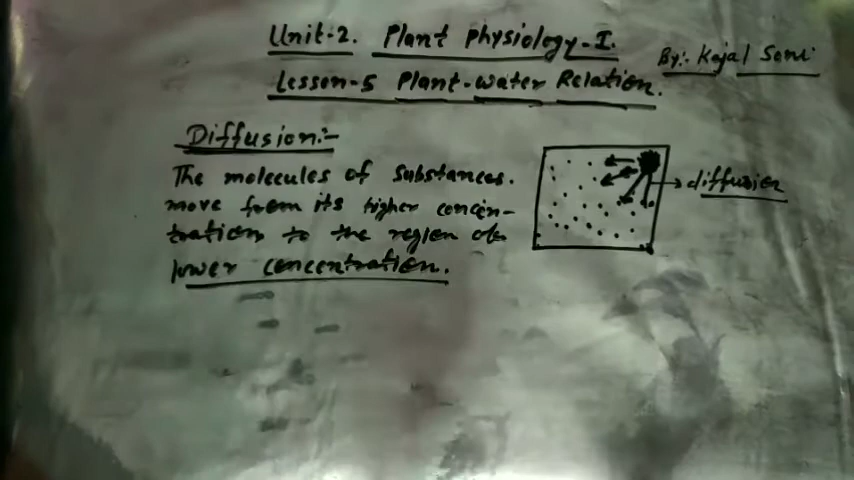 Unit-2. Plant Physiology-I.
By:- Kajal Soni
Lesson-5 Plant-water Relation.
Diffusion:-
The molecules of substances.
move from its higher concen-
tration to the region of
lower concentration.
diffusion